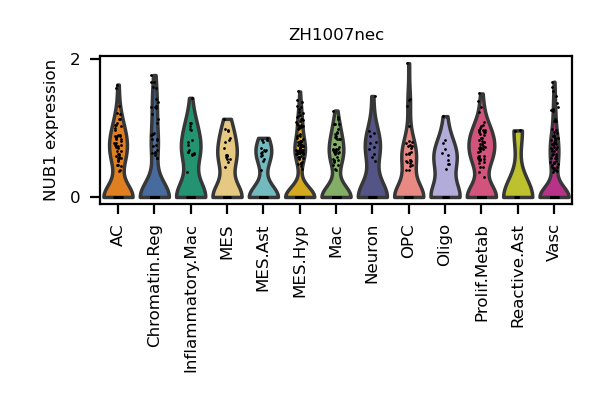 ZH1007nec
NUB1 expression
2
0
AC
Chromatin.Reg
Inflammatory.Mac
MES
MES.Ast
MES.Hyp
Mac
Neuron
OPC
Oligo
Prolif.Metab
Reactive.Ast
Vasc